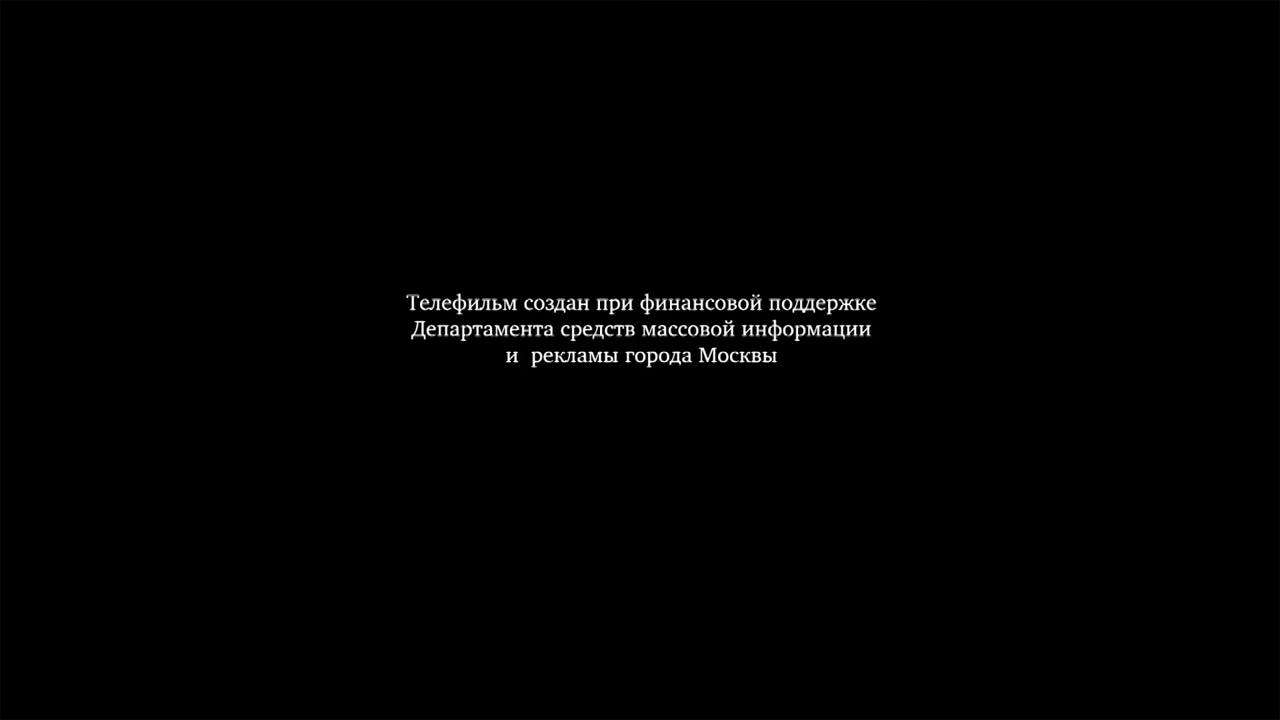 Телефильм создан при финансовой поддержке
Департамента средств массовой информации
и рекламы города Москвы